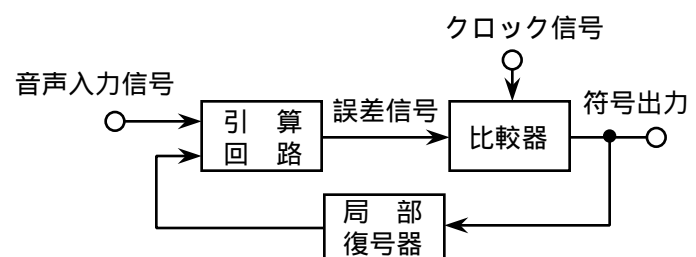 クロック信号
音声入力信号
符号出力
誤差信号
引 算
回 路
比較器
局 部
復号器